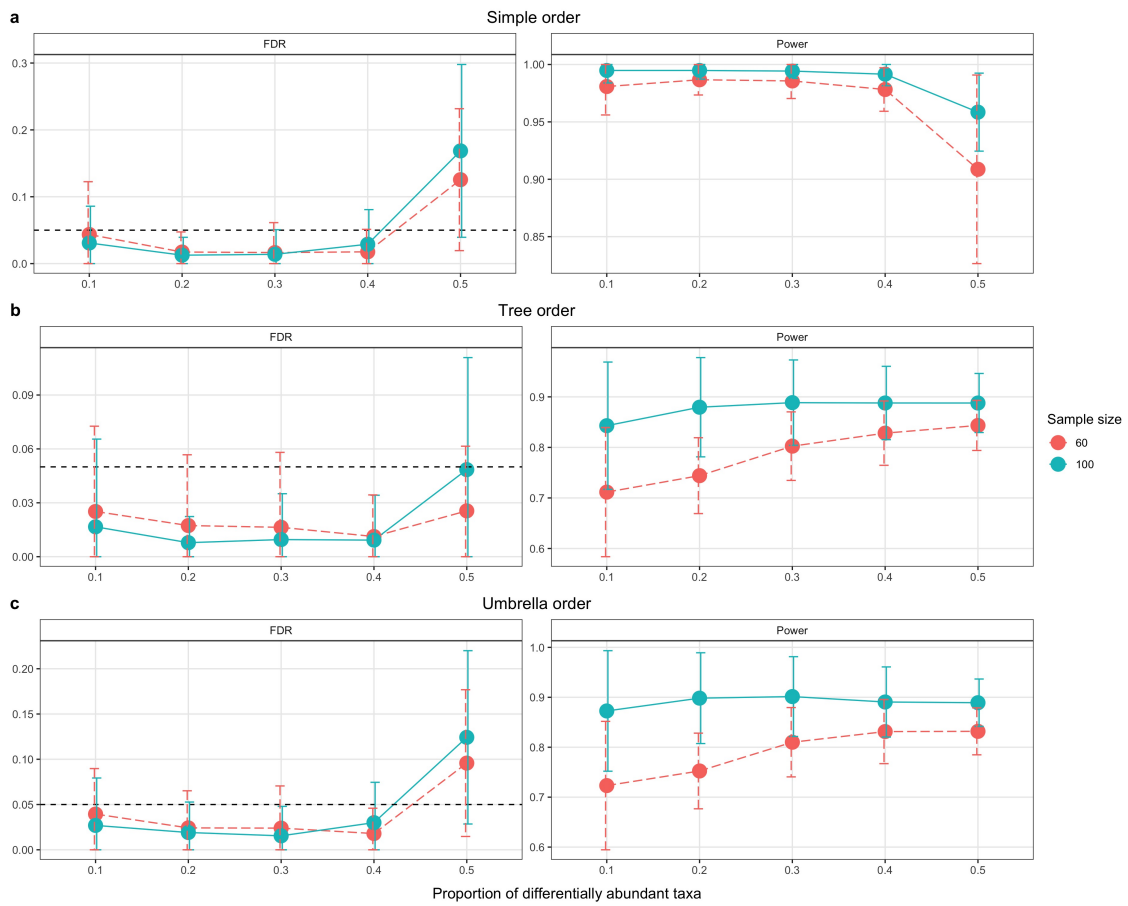 a
Simple order
FDR
Power
0.3
0.2
0.1
0.0
1.00
0.95
0.90
0.85
0.1 0.2 0.3 0.4 0.5
0.1 0.2 0.3 0.4 0.5
b
Tree order
FDR
Power
0.09
0.06
0.03
0.00
0.9
0.8
0.7
0.6
0.1 0.2 0.3 0.4 0.5
0.1 0.2 0.3 0.4 0.5
Sample size
60
100
c
Umbrella order
FDR
Power
0.20
0.15
0.10
0.05
0.00
1.0
0.9
0.8
0.7
0.6
0.1 0.2 0.3 0.4 0.5
0.1 0.2 0.3 0.4 0.5
Proportion of differentially abundant taxa